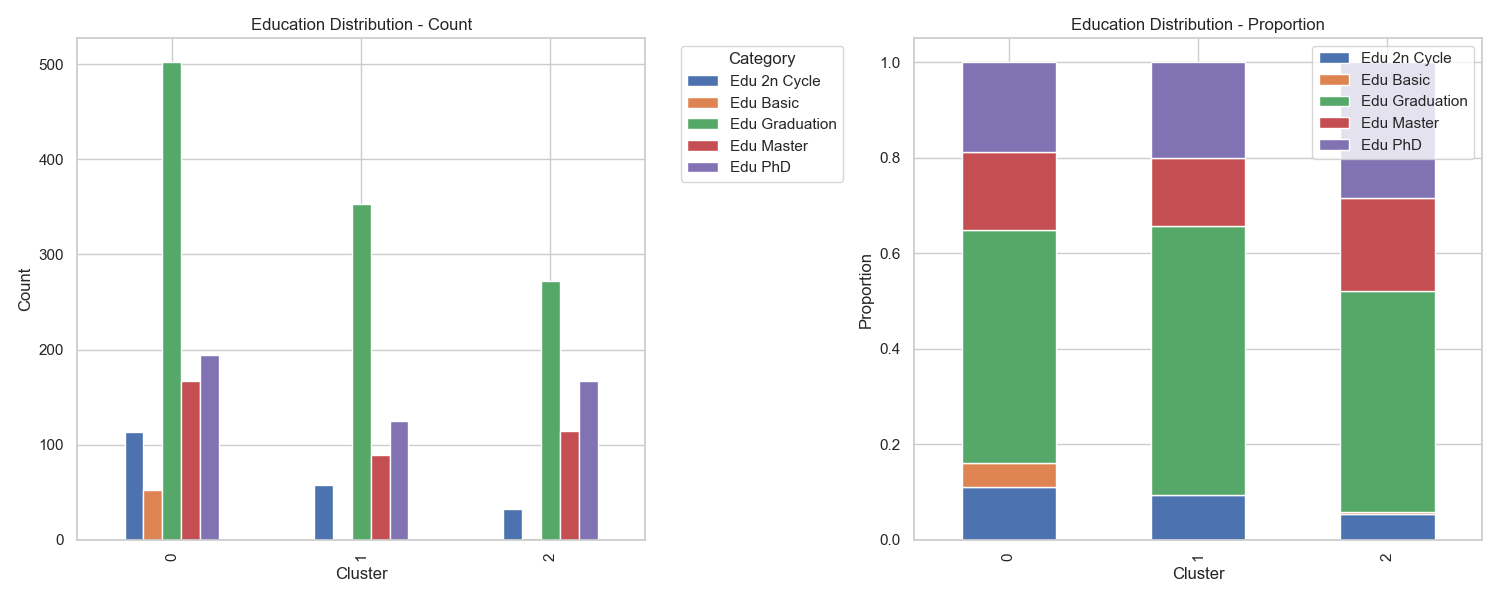 Education Distribution - Count
500
400
300
200
100
0
Count
0
1
2
Cluster
Category
Edu 2n Cycle
Edu Basic
Edu Graduation
Edu Master
Edu PhD
Education Distribution - Proportion
1.0
0.8
0.6
0.4
0.2
0.0
Proportion
0
1
2
Cluster
Edu 2n Cycle
Edu Basic
Edu Graduation
Edu Master
Edu PhD